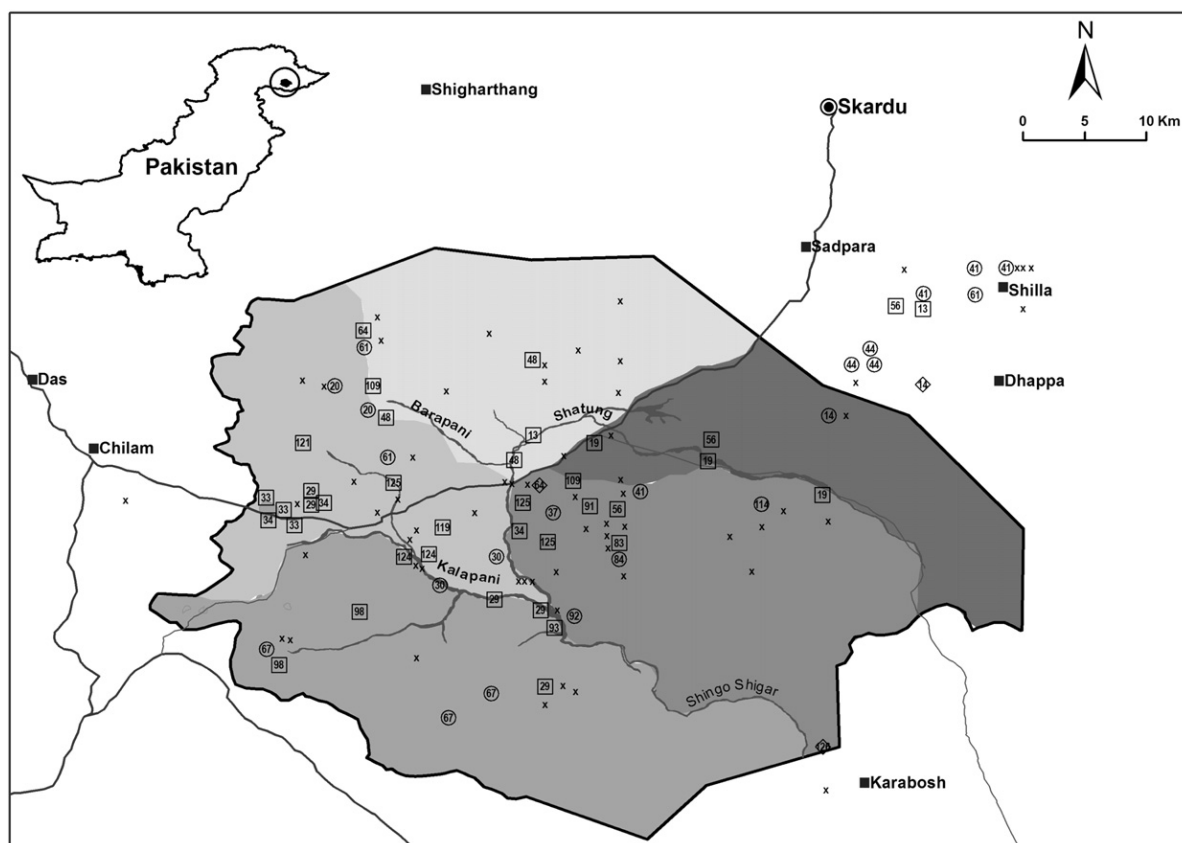 N
Shigharthang
Skardu
0 5 10 Km
Pakistan
Sadpara
x 41 41 x x x
Shilla
41 61
56 13 x
x
x
64
x 61
x
48 x
x
x
44
44 44
Das
x x 20
109
x
x
x
x 14
Dhappa
20
48
Barapani
Shatung
14 x
13
x
121
19
56
Chilam
61 x
48
x
19
x 125
x x x 64
109 x
x
41
19
x
33 29
x 29 34
33
34 33
x
x
x
125
37
x
91 56
114 x
x
119
x
34
x
x x
x
x
x
125
x
83
84
x
124 124
x x
30
Kalapani
x x x
x
x
x
30
29
29 x 92
93
98
x x
67
98
x
67
29 x x
x
67
Shingo Shigar
126
Karabosh
x